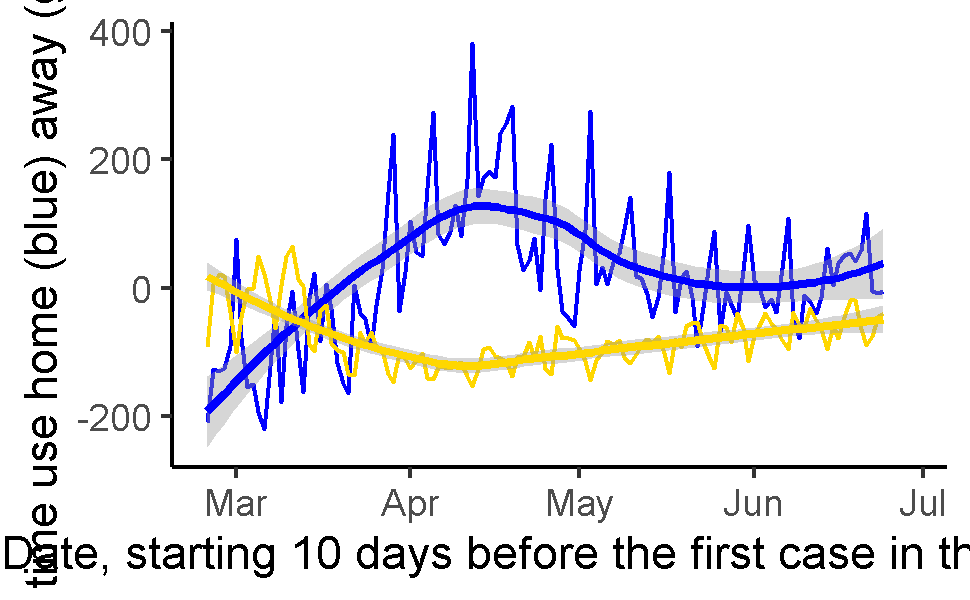 time use home (blue) away (
400
200
0
-200
Mar Apr May Jun Jul
Date, starting 10 days before the first case in th